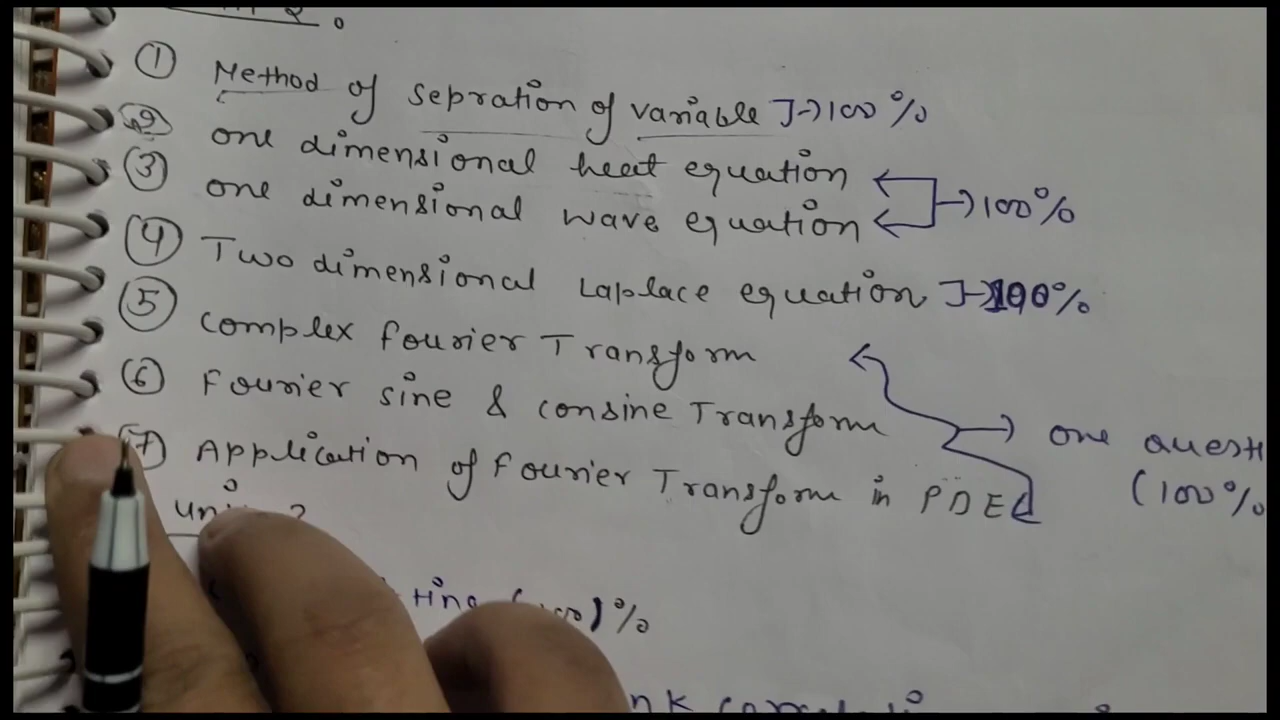 ① Method of sepration of variable ]→100%
② one dimensional heat equation
③ one dimensional wave equation →100%
④ Two dimensional Laplace equation ]→100%
⑤ complex fourier Transform
⑥ Fourier sine & consine Transform → one
⑦ Application of Fourier Transform in PDE (100%